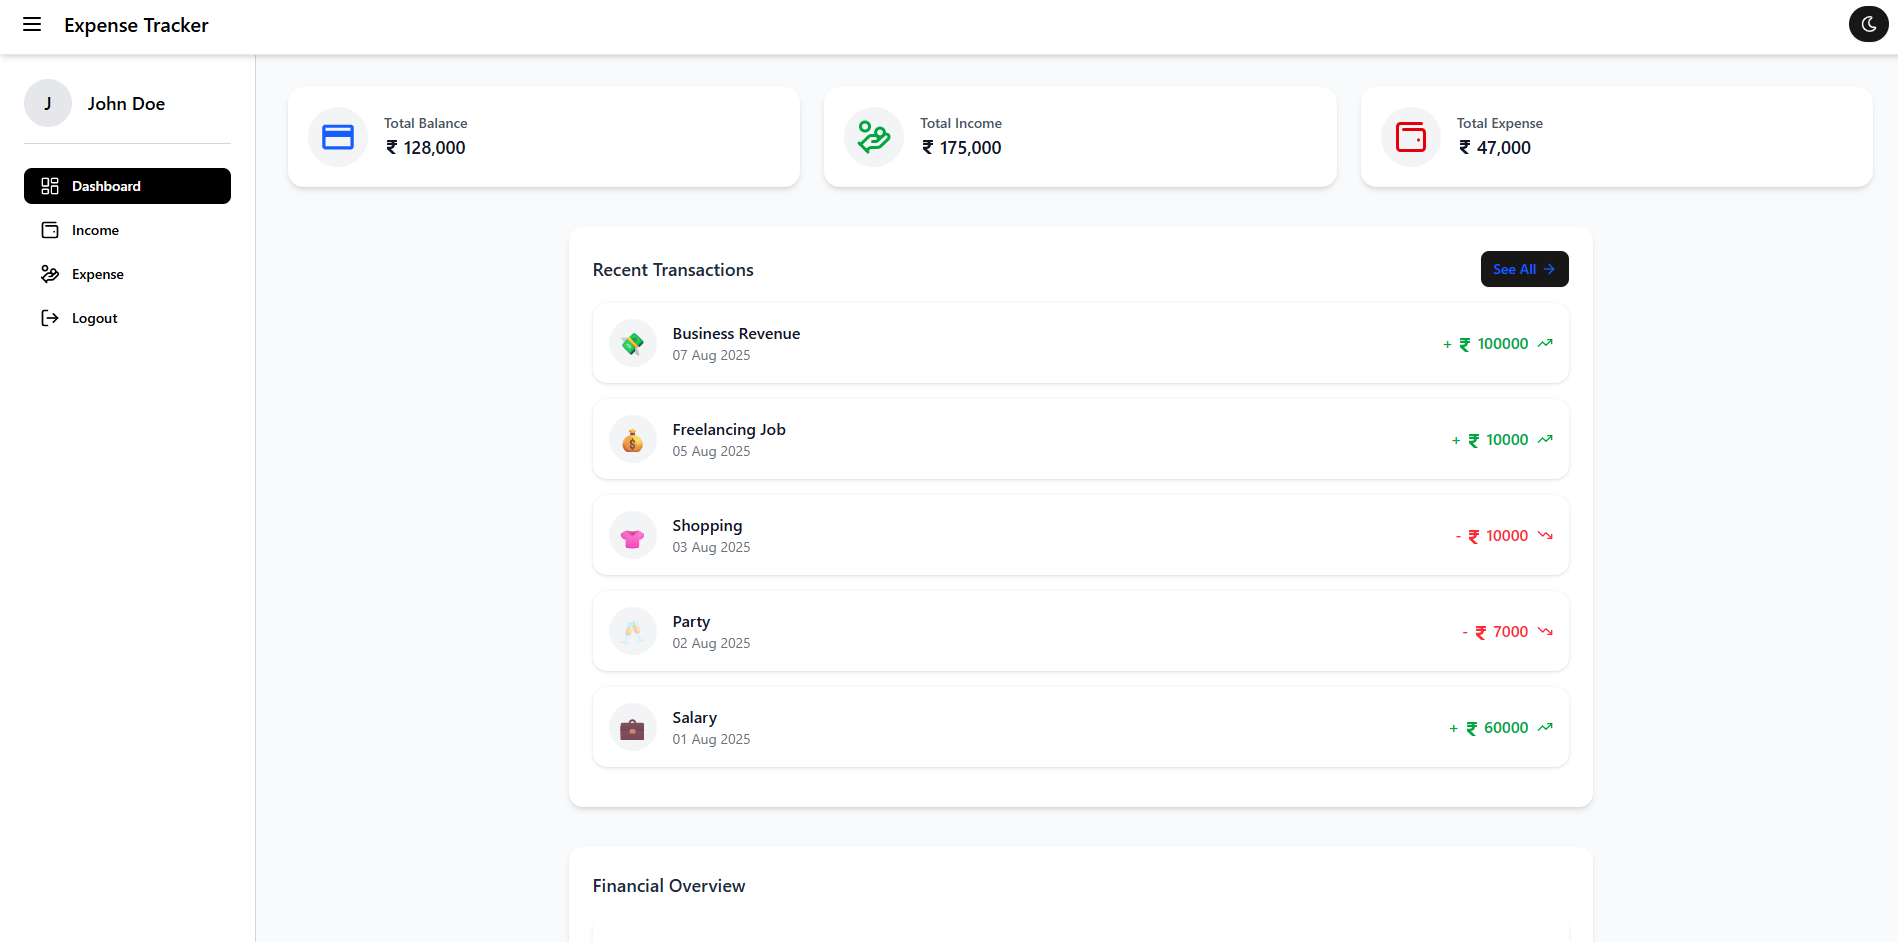 Expense Tracker
J
John Doe
Dashboard
Income
Expense
Logout
Total Balance
₹ 128,000
Total Income
₹ 175,000
Total Expense
₹ 47,000
Recent Transactions
See All
Business Revenue
07 Aug 2025
+ ₹ 100000
Freelancing Job
05 Aug 2025
+ ₹ 10000
Shopping
03 Aug 2025
- ₹ 10000
Party
02 Aug 2025
- ₹ 7000
Salary
01 Aug 2025
+ ₹ 60000
Financial Overview